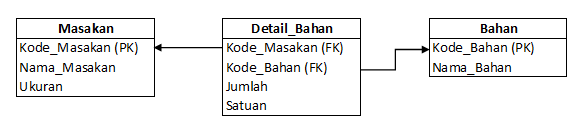 Masakan
Kode_Masakan (PK)
Nama_Masakan
Ukuran
Detail_Bahan
Kode_Masakan (FK)
Kode_Bahan (FK)
Jumlah
Satuan
Bahan
Kode_Bahan (PK)
Nama_Bahan